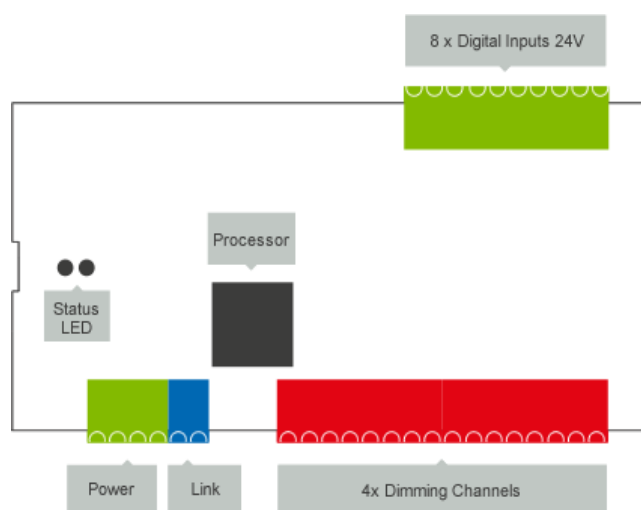 8 x Digital Inputs 24V
Processor
Status
LED
Power
Link
4x Dimming Channels